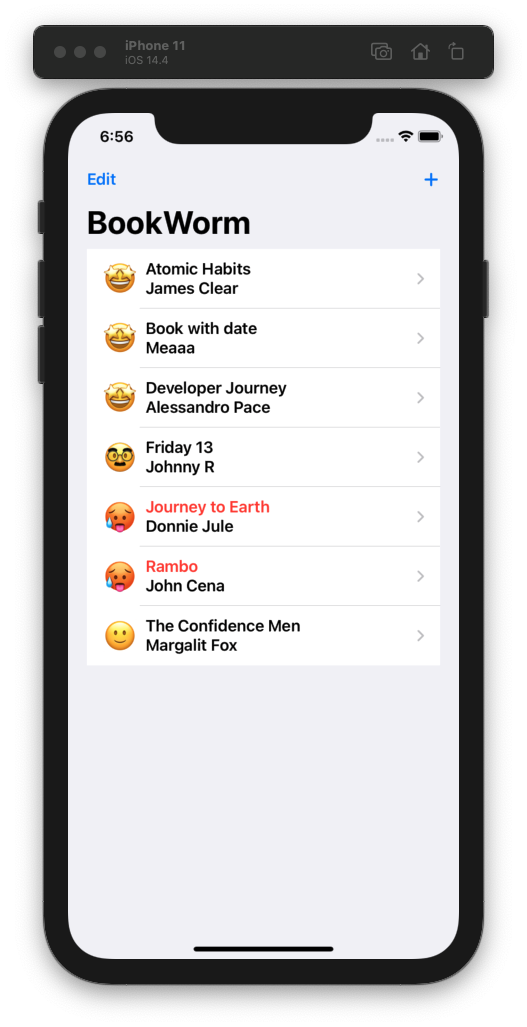 iPhone 11
iOS 14.4
6:56
Edit
+
BookWorm
Atomic Habits
James Clear
Book with date
Meaaa
Developer Journey
Alessandro Pace
Friday 13
Johnny R
Journey to Earth
Donnie Jule
Rambo
John Cena
The Confidence Men
Margalit Fox